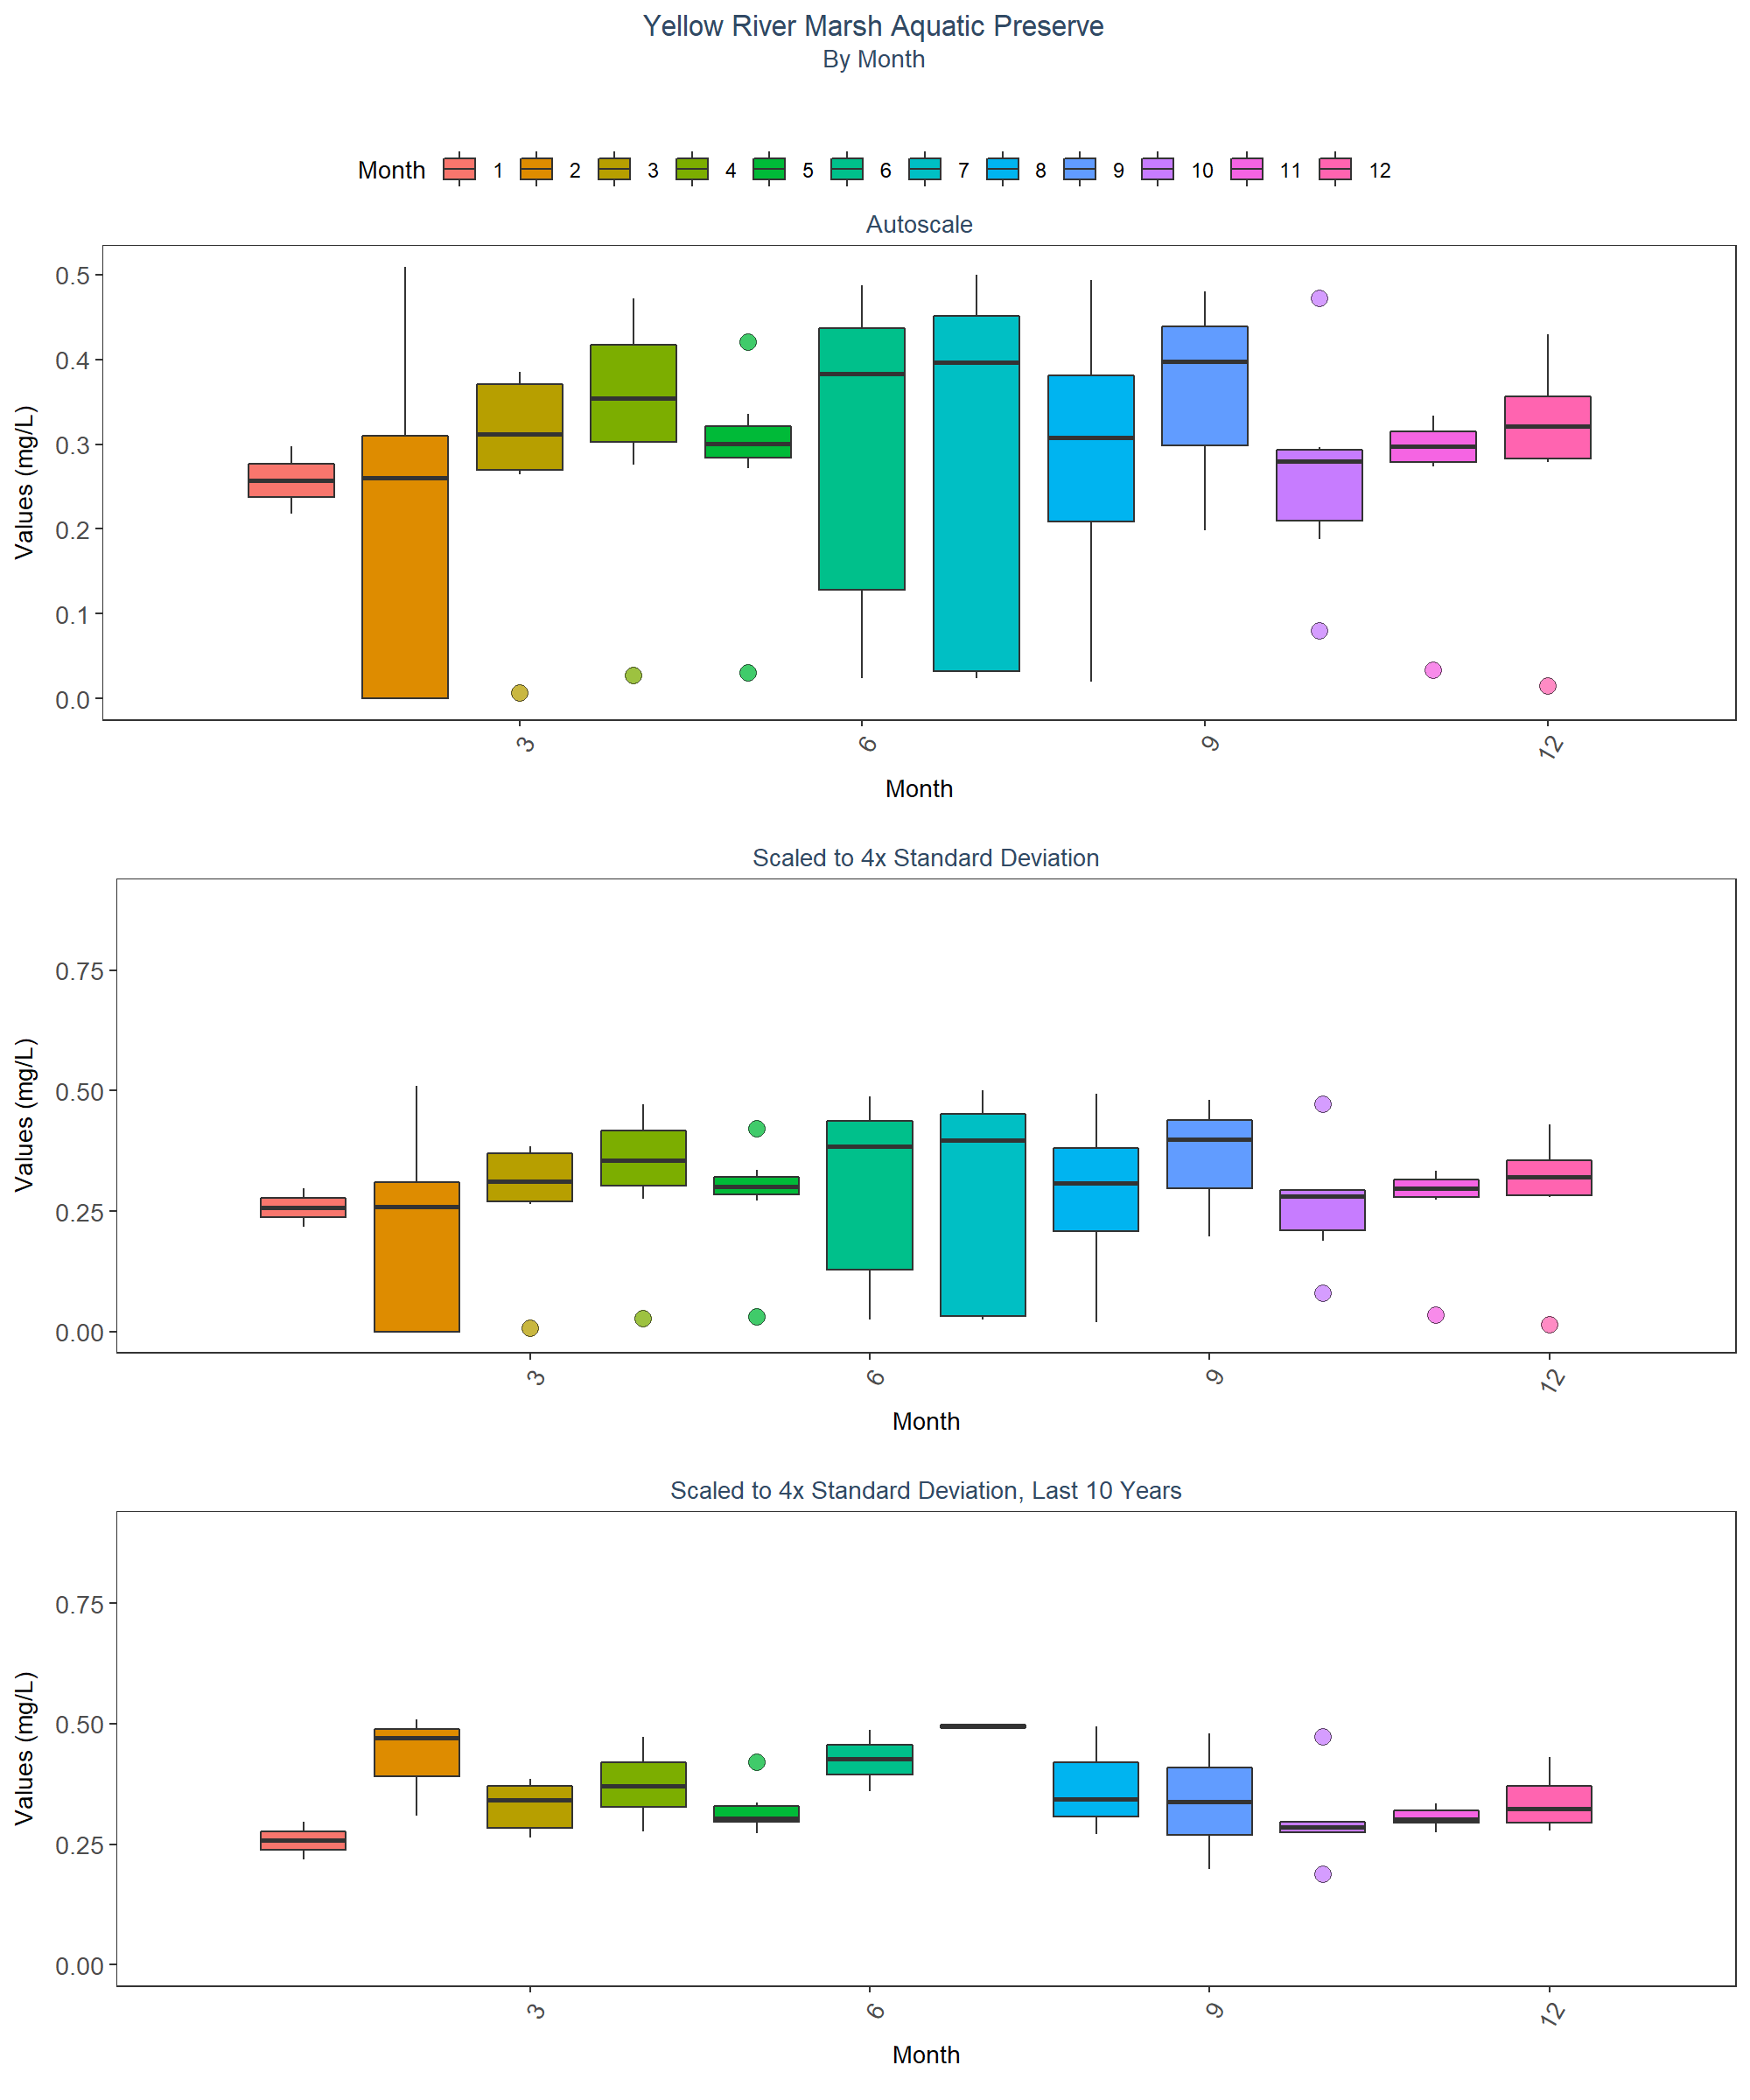 Yellow River Marsh Aquatic Preserve
By Month
Month 1 2 3 4 5 6 7 8 9 10 11 12
Autoscale
Values (mg/L)
0.5
0.4
0.3
0.2
0.1
0.0
3 6 9 12
Month
Scaled to 4x Standard Deviation
Values (mg/L)
0.75
0.50
0.25
0.00
3 6 9 12
Month
Scaled to 4x Standard Deviation, Last 10 Years
Values (mg/L)
0.75
0.50
0.25
0.00
3 6 9 12
Month